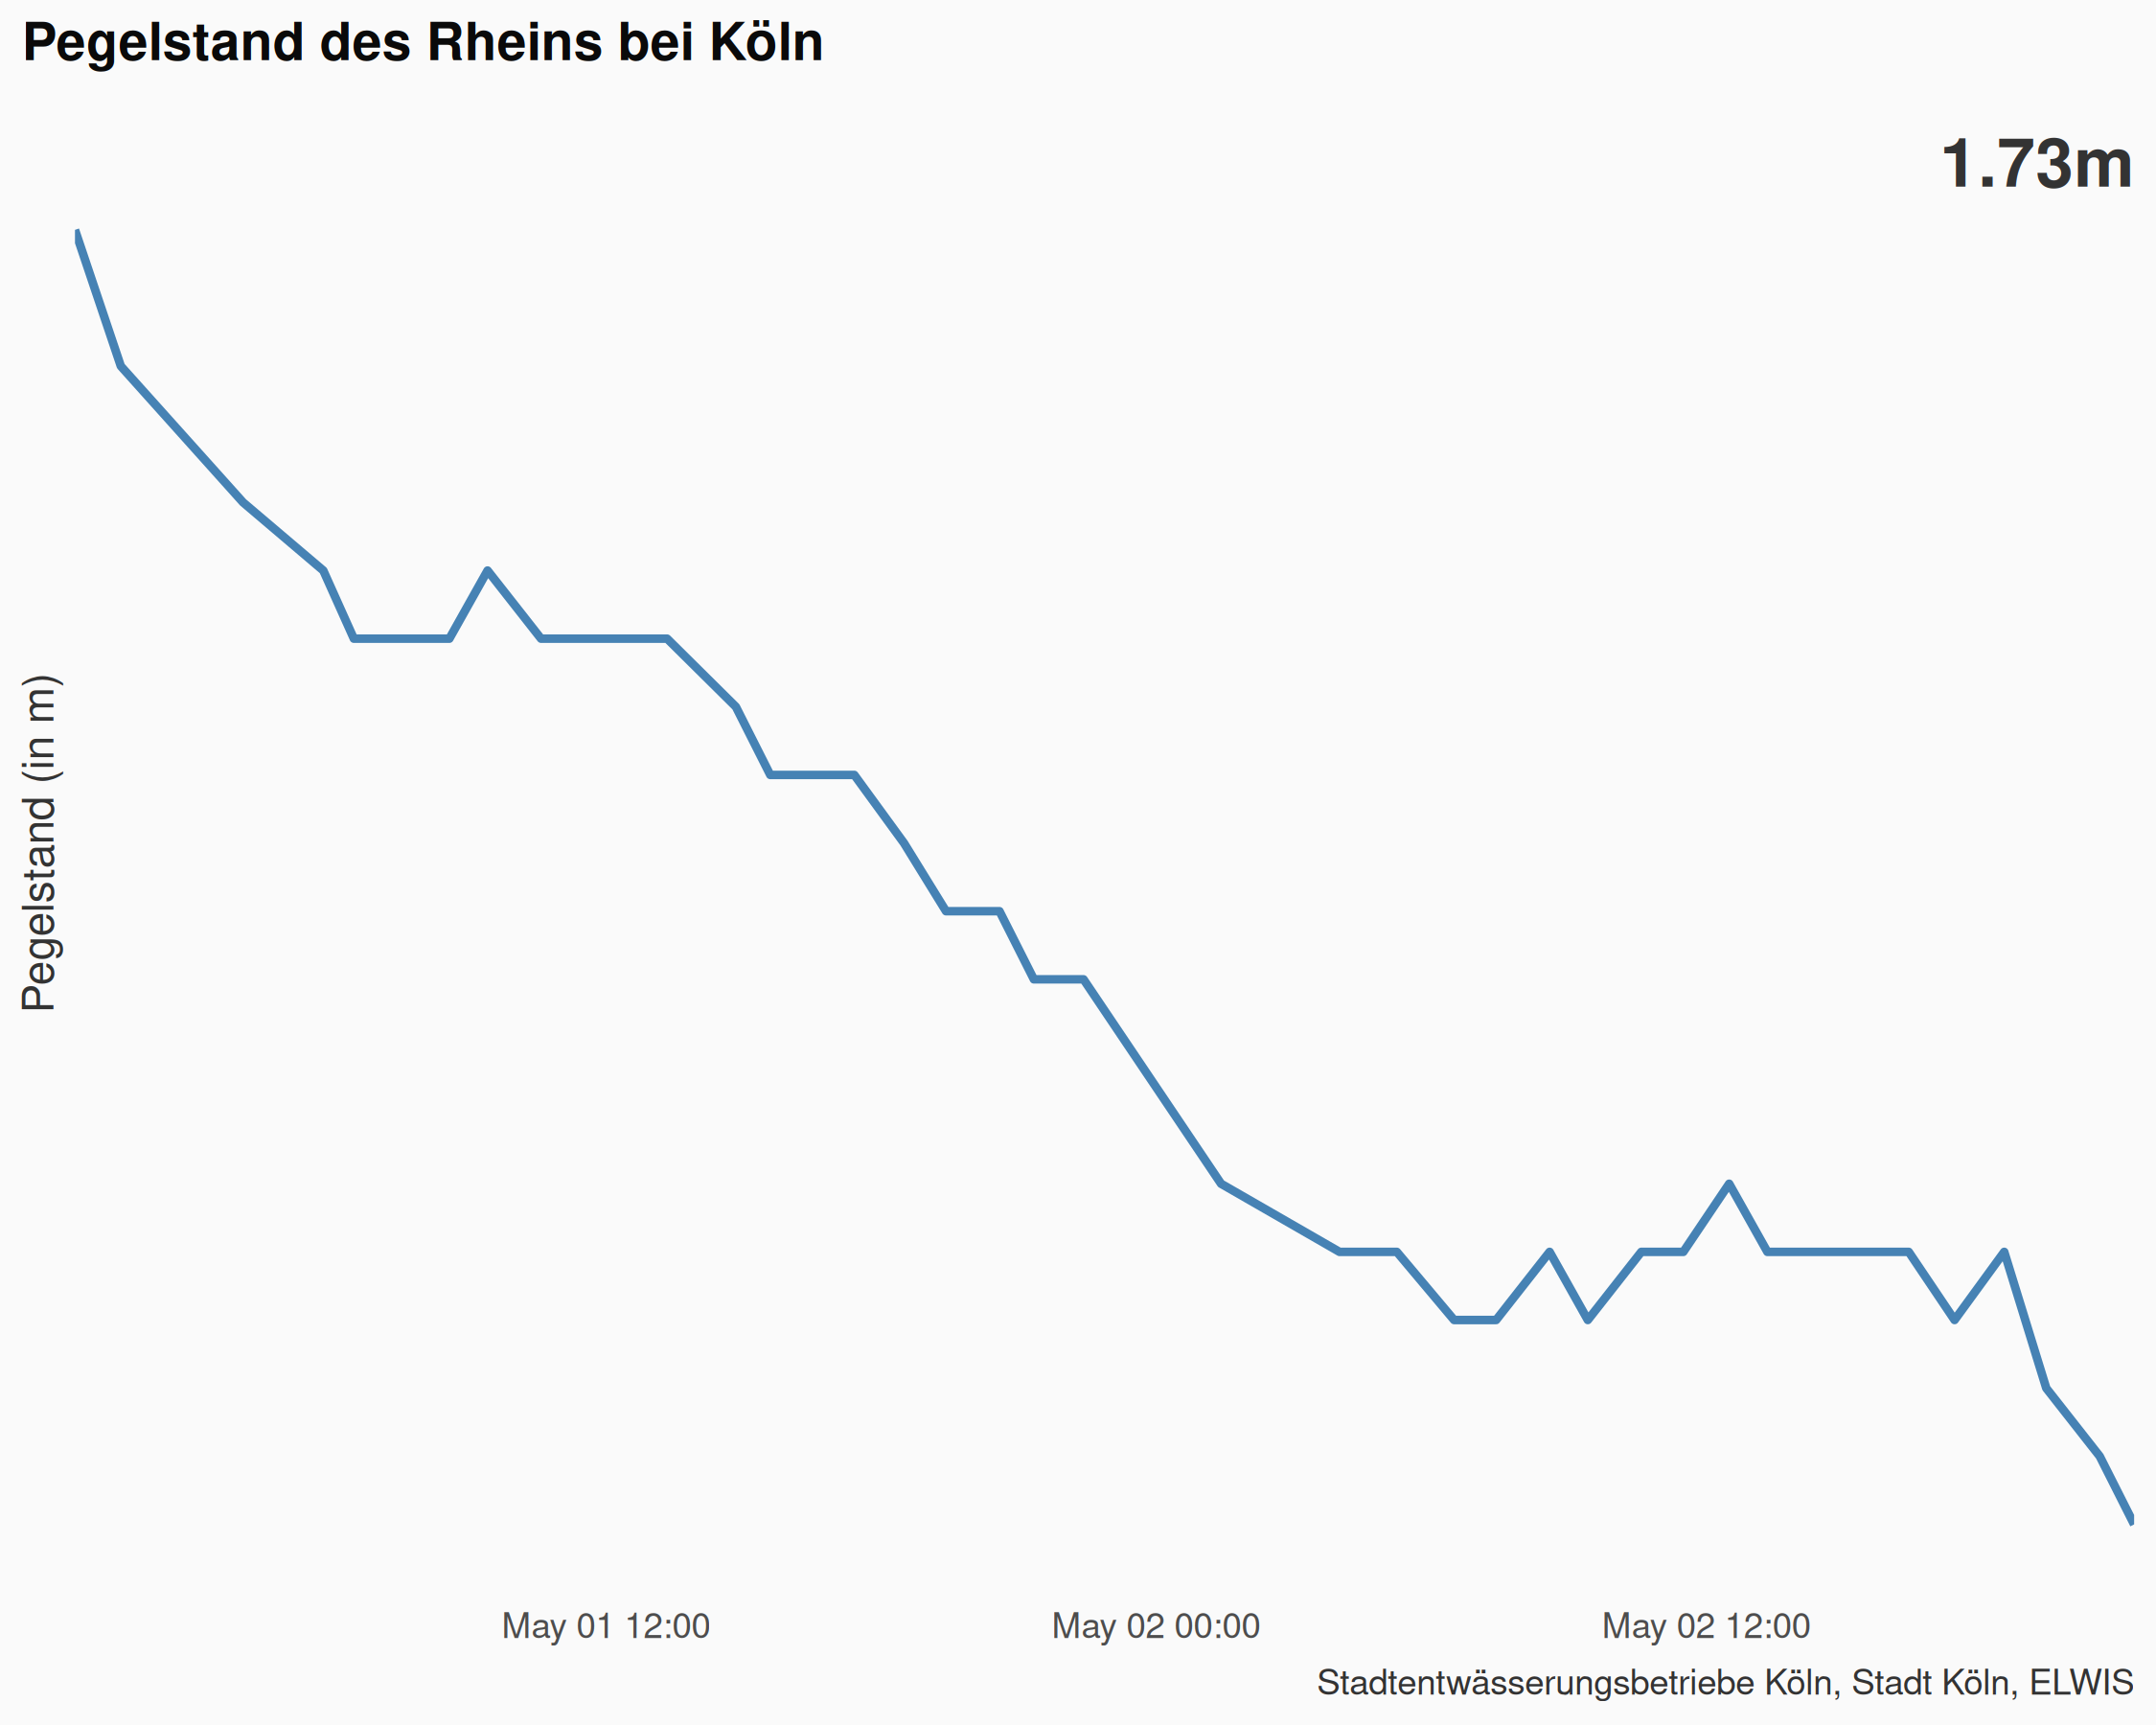 Pegelstand des Rheins bei Köln
1.73m
Pegelstand (in m)
May 01 12:00 May 02 00:00 May 02 12:00
Stadtentwässerungsbetriebe Köln, Stadt Köln, ELWIS